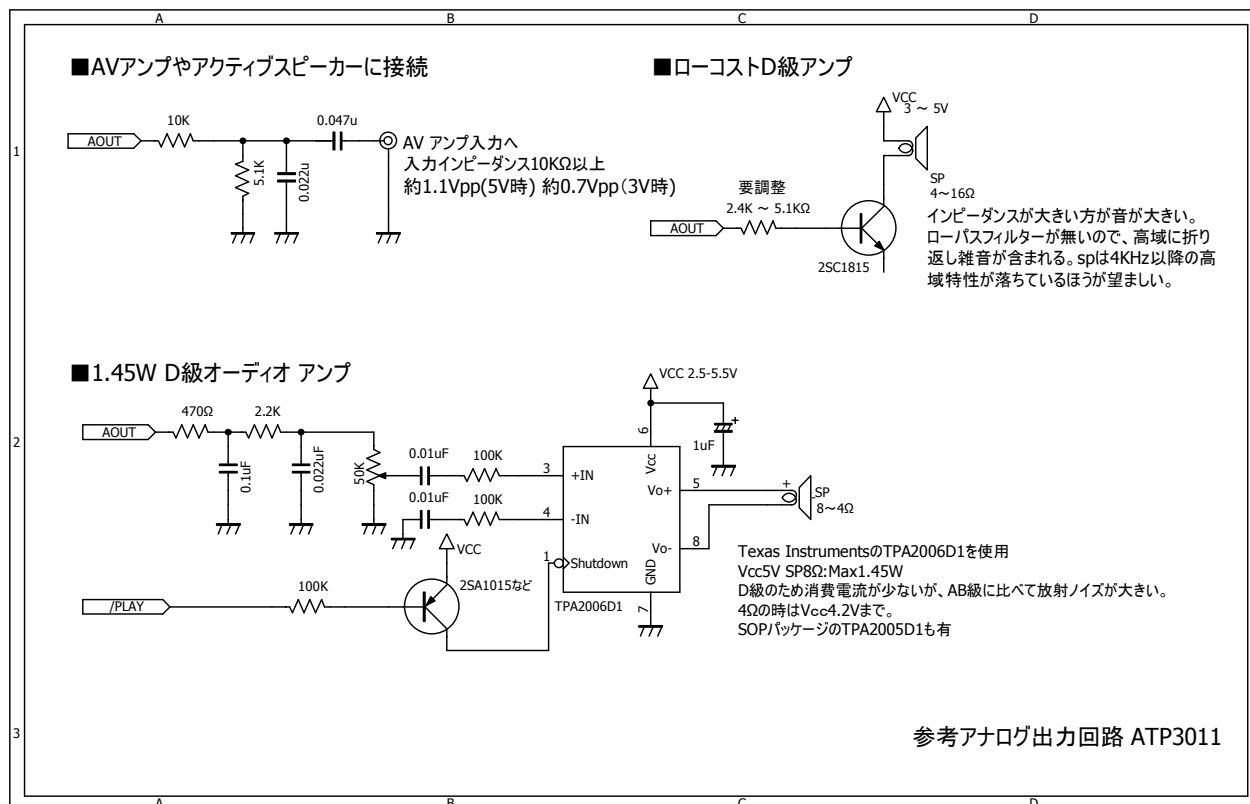 A
B
C
D
1
2
3
■AVアンプやアクティブスピーカーに接続
AOUT
10K
5.1K
0.022u
0.047u
AV アンプ入力へ
入力インピーダンス10KΩ以上
約1.1Vpp(5V時) 約0.7Vpp(3V時)
■ローコストD級アンプ
VCC
3 ~ 5V
SP
4~16Ω
要調整
2.4K ~ 5.1KΩ
AOUT
2SC1815
インピーダンスが大きい方が音が大きい。
ローパスフィルターが無いので、高域に折り
返し雑音が含まれる。spは4KHz以降の高
域特性が落ちているほうが望ましい。
■1.45W D級オーディオ アンプ
AOUT
470Ω
2.2K
0.1uF
0.022uF
50K
0.01uF
100K
0.01uF
100K
3
+IN
4
-IN
1
Shutdown
6
Vcc
Vo+
5
Vo-
8
GND
7
TPA2006D1
VCC 2.5-5.5V
+
1uF
+
-
SP
8~4Ω
VCC
2SA1015など
/PLAY
100K
Texas InstrumentsのTPA2006D1を使用
Vcc5V SP8Ω:Max1.45W
D級のため消費電流が少ないが、AB級に比べて放射ノイズが大きい。
4Ωの時はVcc4.2Vまで。
SOPパッケージのTPA2005D1も有
参考アナログ出力回路 ATP3011
A
B
C
D